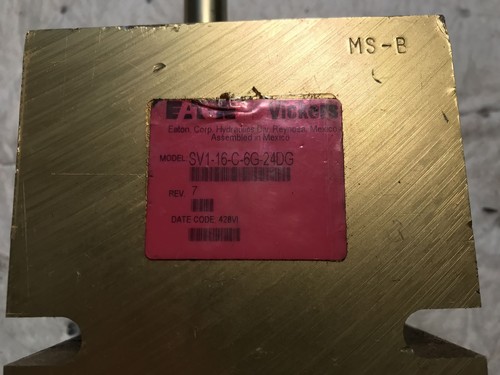 MS-B
Vickers
Eaton, Corp. Hydraulics Div. Reynosa, Mexico
Assembled in Mexico
MODEL: SV1-16-C-6G-24DG
REV. 7
DATE CODE: 428VI